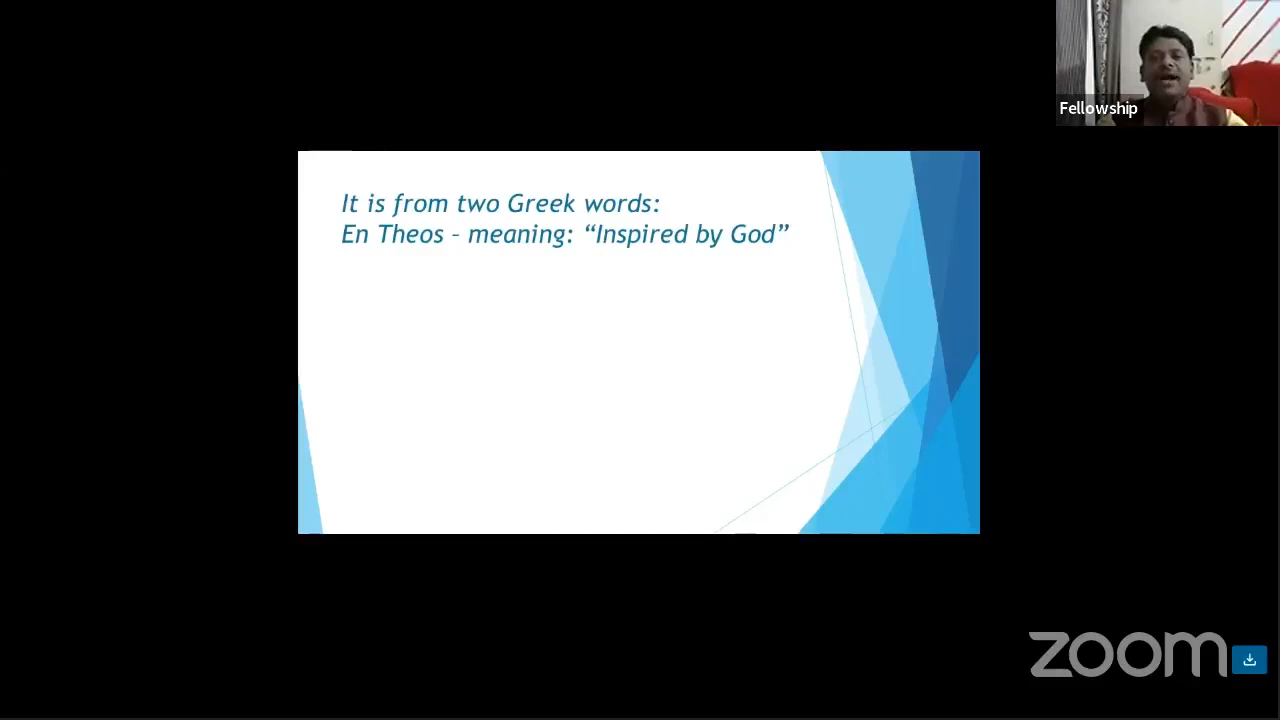 Fellowship
It is from two Greek words:
En Theos – meaning: “Inspired by God”
zoom